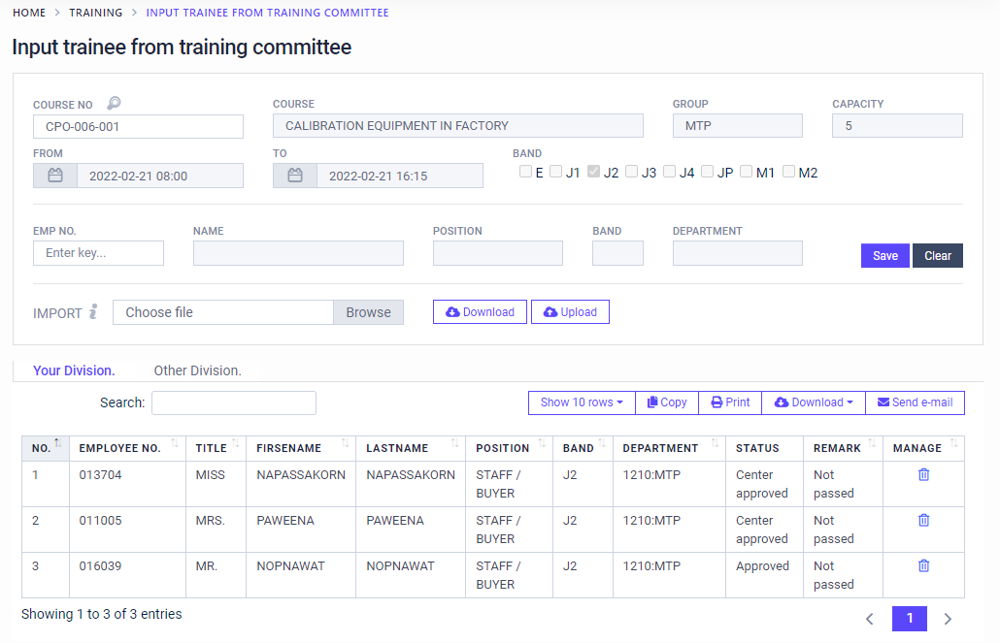 HOME > TRAINING > INPUT TRAINEE FROM TRAINING COMMITTEE
Input trainee from training committee
COURSE NO COURSE GROUP CAPACITY
CPO-006-001 CALIBRATION EQUIPMENT IN FACTORY MTP 5
FROM TO BAND
2022-02-21 08:00 2022-02-21 16:15 E J1 J2 J3 J4 JP M1 M2
EMP NO. NAME POSITION BAND DEPARTMENT
Enter key... Save Clear
IMPORT i Choose file Browse Download Upload
Your Division. Other Division.
Search: Show 10 rows Copy Print Download Send e-mail
NO. EMPLOYEE NO. TITLE FIRSENAME LASTNAME POSITION BAND DEPARTMENT STATUS REMARK MANAGE
1 013704 MISS NAPASSAKORN NAPASSAKORN STAFF / J2 1210:MTP Center Not
BUYER approved passed
2 011005 MRS. PAWEENA PAWEENA STAFF / J2 1210:MTP Center Not
BUYER approved passed
3 016039 MR. NOPNAWAT NOPNAWAT STAFF / J2 1210:MTP Approved Not
BUYER passed
Showing 1 to 3 of 3 entries
< 1 >